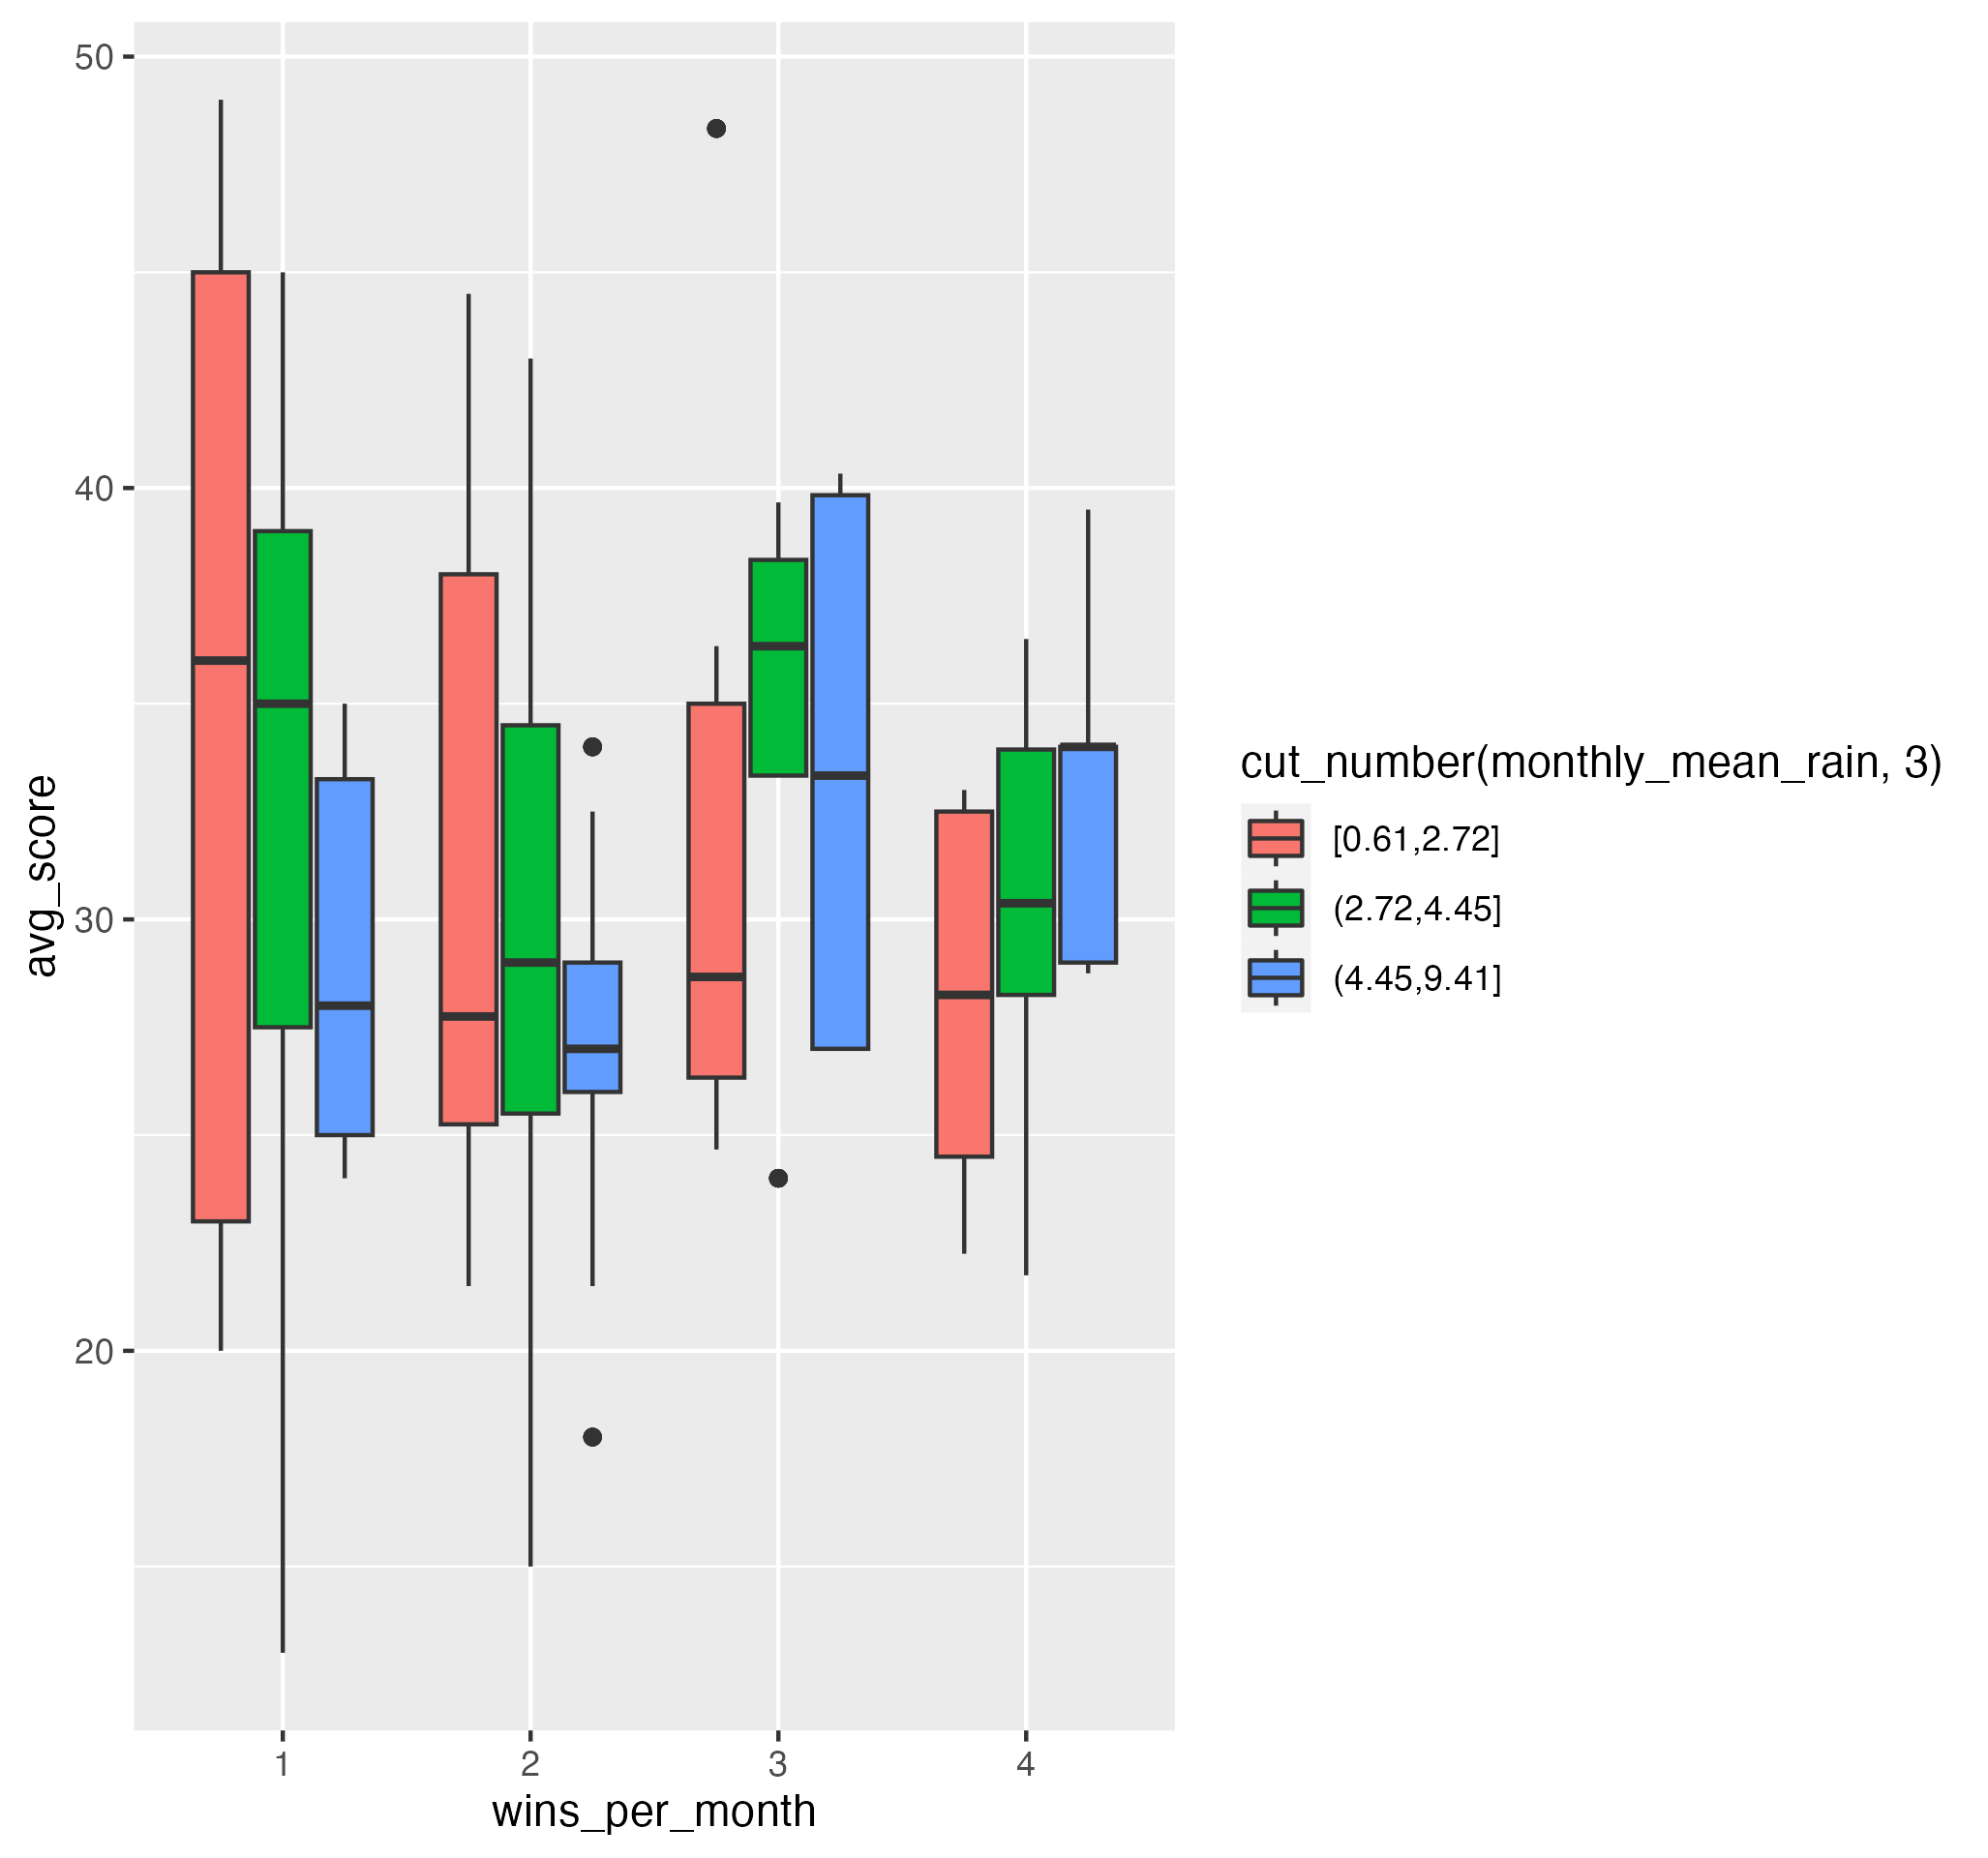 50
40
30
20
avg_score
1 2 3 4
wins_per_month
cut_number(monthly_mean_rain, 3)
[0.61,2.72]
(2.72,4.45]
(4.45,9.41]